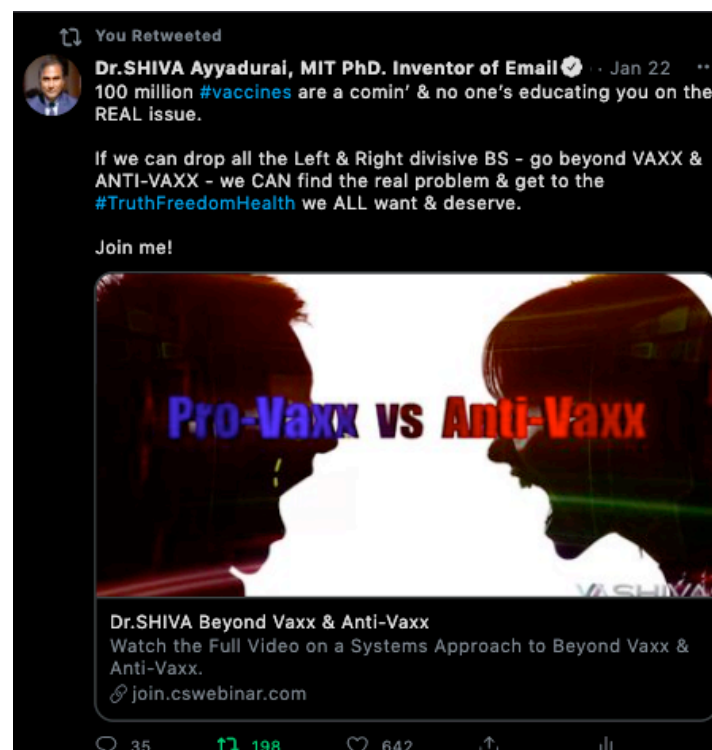 You Retweeted
Dr.SHIVA Ayyadurai, MIT PhD. Inventor of Email · Jan 22
100 million #vaccines are a comin' & no one's educating you on the
REAL issue.
If we can drop all the Left & Right divisive BS - go beyond VAXX &
ANTI-VAXX - we CAN find the real problem & get to the
#TruthFreedomHealth we ALL want & deserve.
Join me!
Pro-Vaxx vs Anti-Vaxx
VASHIVA
Dr.SHIVA Beyond Vaxx & Anti-Vaxx
Watch the Full Video on a Systems Approach to Beyond Vaxx &
Anti-Vaxx.
join.cswebinar.com
35 198 642